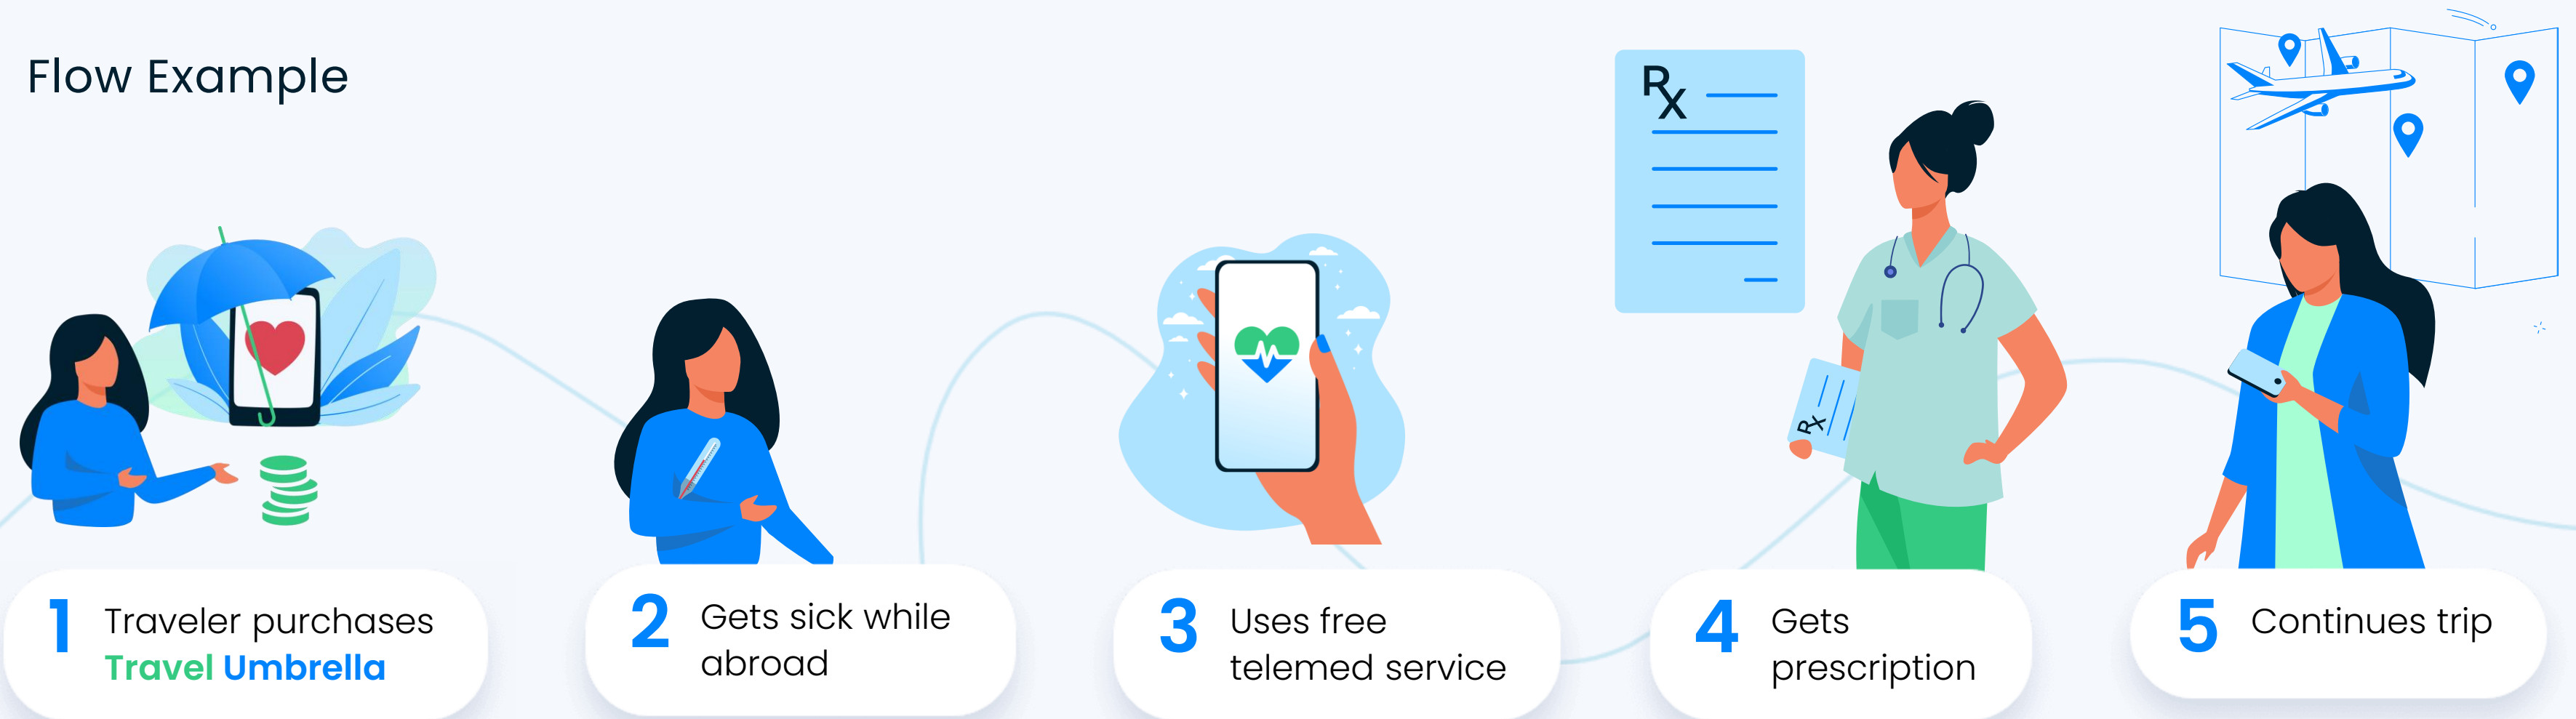 Flow Example
Rx
Rx
1
Traveler purchases
Travel Umbrella
2
Gets sick while
abroad
3
Uses free
telemed service
4
Gets
prescription
5
Continues trip